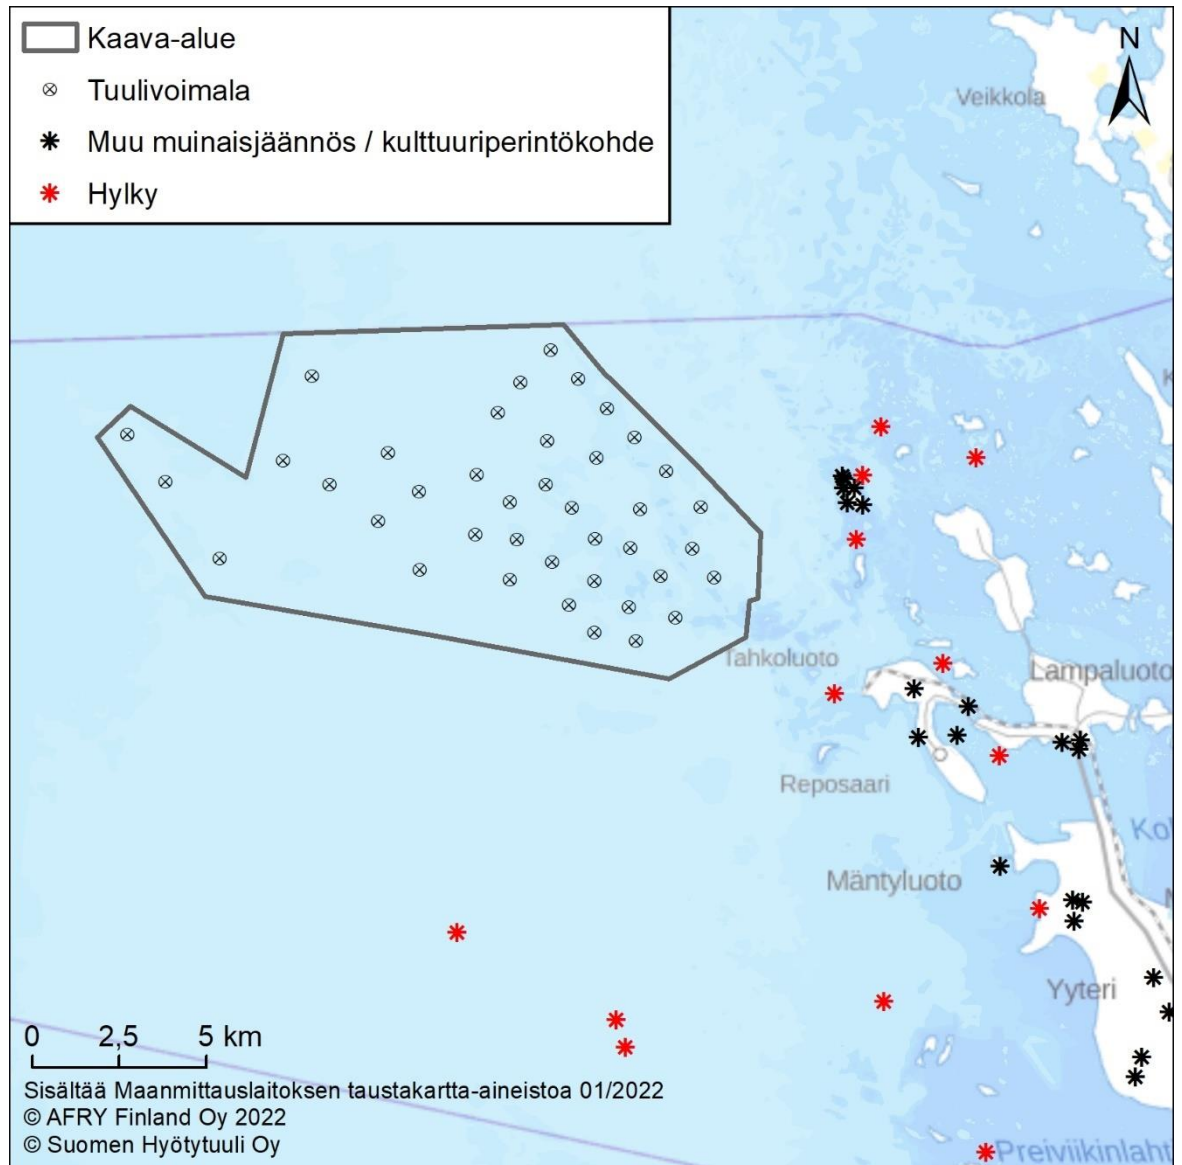 Kaava-alue
Tuulivoimala
Muu muinaisjäännös / kulttuuriperintökohde
Hylky
N
Veikkola
Tahkoluoto
Lampaluoto
Reposaari
Mäntyluoto
Yyteri
Preiviikinlaht
0 2,5 5 km
Sisältää Maanmittauslaitoksen taustakartta-aineistoa 01/2022
© AFRY Finland Oy 2022
© Suomen Hyötytuuli Oy